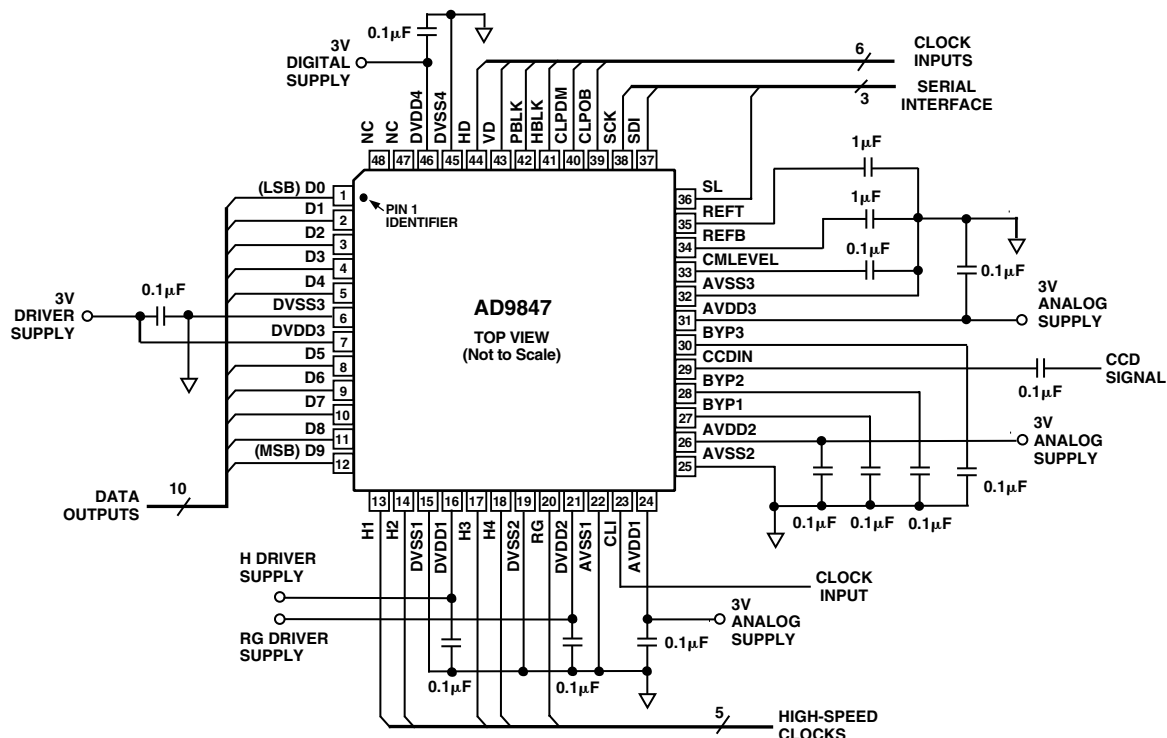 0.1μF
3V
DIGITAL
SUPPLY
6
CLOCK
INPUTS
3
SERIAL
INTERFACE
NC
NC
DVDD4
DVSS4
HD
VD
PBLK
HBLK
CLPDM
CLPOB
SCK
SDI
48 47 46 45 44 43 42 41 40 39 38 37
PIN 1
IDENTIFIER
AD9847
TOP VIEW
(Not to Scale)
(LSB) D0 1
D1 2
D2 3
D3 4
D4 5
DVSS3 6
DVDD3 7
D5 8
D6 9
D7 10
D8 11
(MSB) D9 12
3V
DRIVER
SUPPLY
0.1μF
10
DATA
OUTPUTS
36 SL
35 REFT
34 REFB
33 CMLEVEL
32 AVSS3
31 AVDD3
30 BYP3
29 CCDIN
28 BYP2
27 BYP1
26 AVDD2
25 AVSS2
1μF
1μF
0.1μF
0.1μF
3V
ANALOG
SUPPLY
0.1μF
CCD
SIGNAL
3V
ANALOG
SUPPLY
0.1μF
0.1μF
0.1μF
0.1μF
13 14 15 16 17 18 19 20 21 22 23 24
H1
H2
DVSS1
DVDD1
H3
H4
DVSS2
RG
DVDD2
AVSS1
CLI
AVDD1
H DRIVER
SUPPLY
RG DRIVER
SUPPLY
0.1μF
0.1μF
CLOCK
INPUT
3V
ANALOG
SUPPLY
0.1μF
5
HIGH-SPEED
CLOCKS